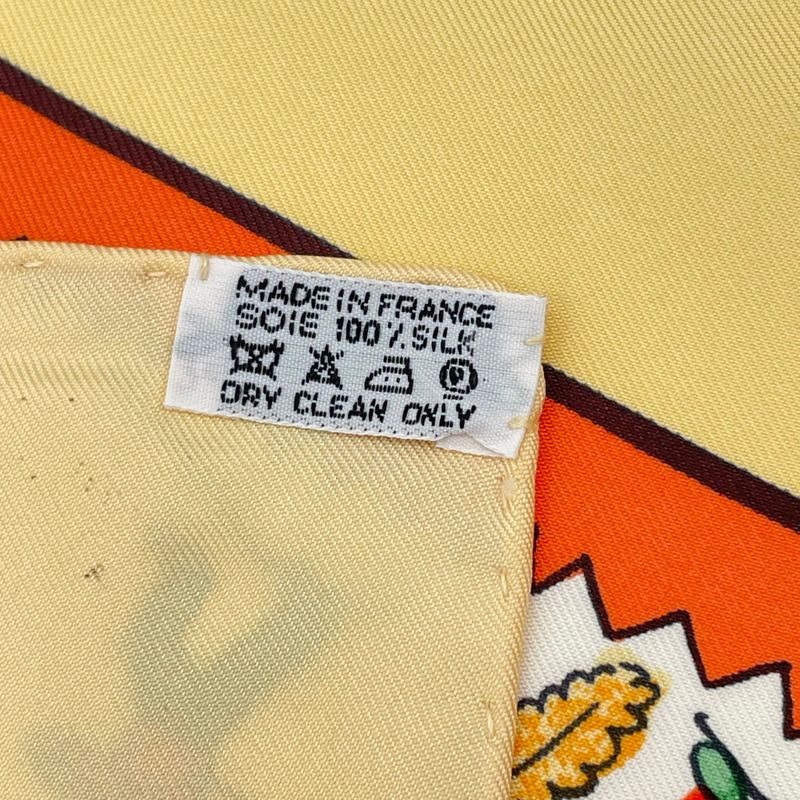 MADE IN FRANCE
SOIE 100% SILK
P
DRY CLEAN ONLY